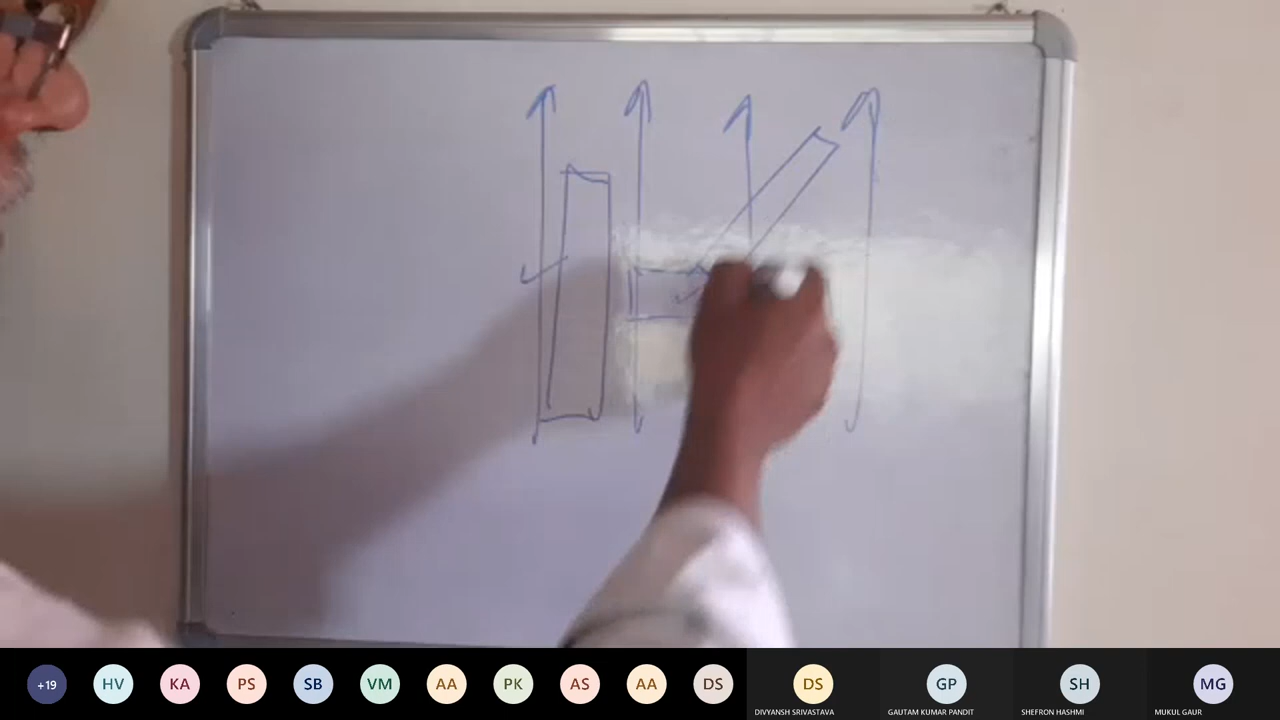 +19 HV KA PS SB VM AA PK AS AA DS DS GP SH MG
DIVYANSH SRIVASTAVA GAUTAM KUMAR PANDIT SHEFRON HASHMI MUKUL GAUR